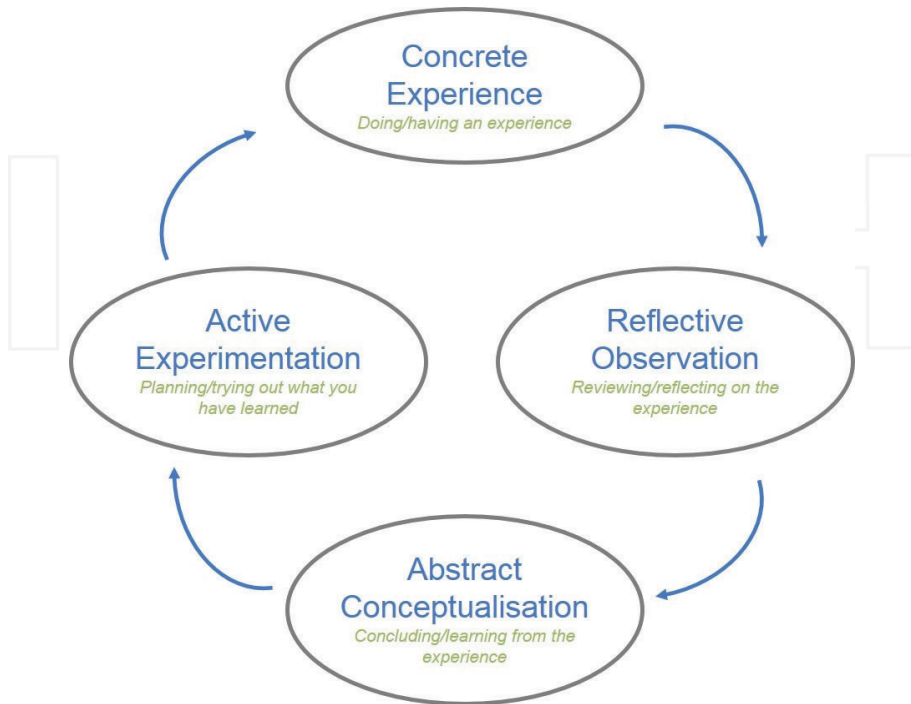 Concrete
Experience
Doing/having an experience
Reflective
Observation
Reviewing/reflecting on the
experience
Abstract
Conceptualisation
Concluding/learning from the
experience
Active
Experimentation
Planning/trying out what you
have learned